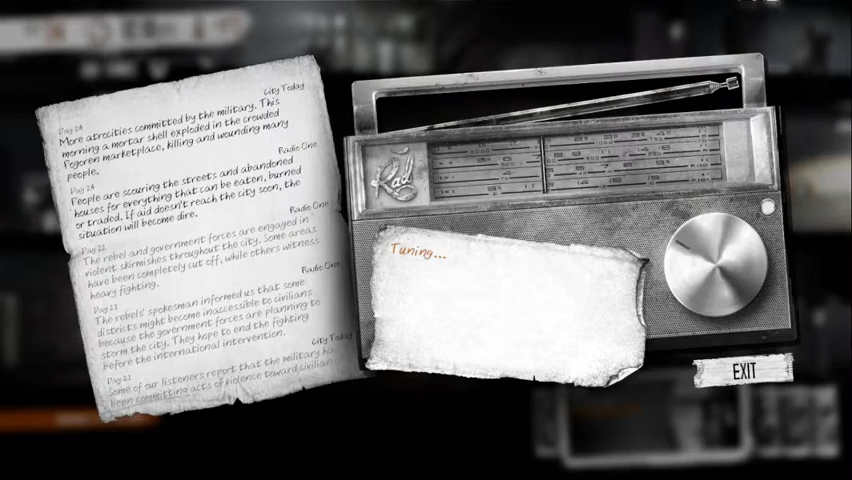 City Today
Day 24
More atrocities committed by the military. This
morning a mortar shell exploded in the crowded
Pogoren marketplace, killing and wounding many
people.
Radio One
Day 24
People are scouring the streets and abandoned
houses for everything that can be eaten, burned
or traded. If aid doesn't reach the city soon, the
situation will become dire.
Radio One
Day 22
The rebel and government forces are engaged in
violent skirmishes throughout the city. Some areas
have been completely cut off, while others witness
heavy fighting.
Radio One
Day 21
The rebels' spokesman informed us that some
districts might become inaccessible to civilians
because the government forces are planning to
storm the city. They hope to end the fighting
before the international intervention.
City Today
Day 21
Some of our listeners report that the military
been committing acts of violence toward civilian
Rad
Tuning...
EXIT